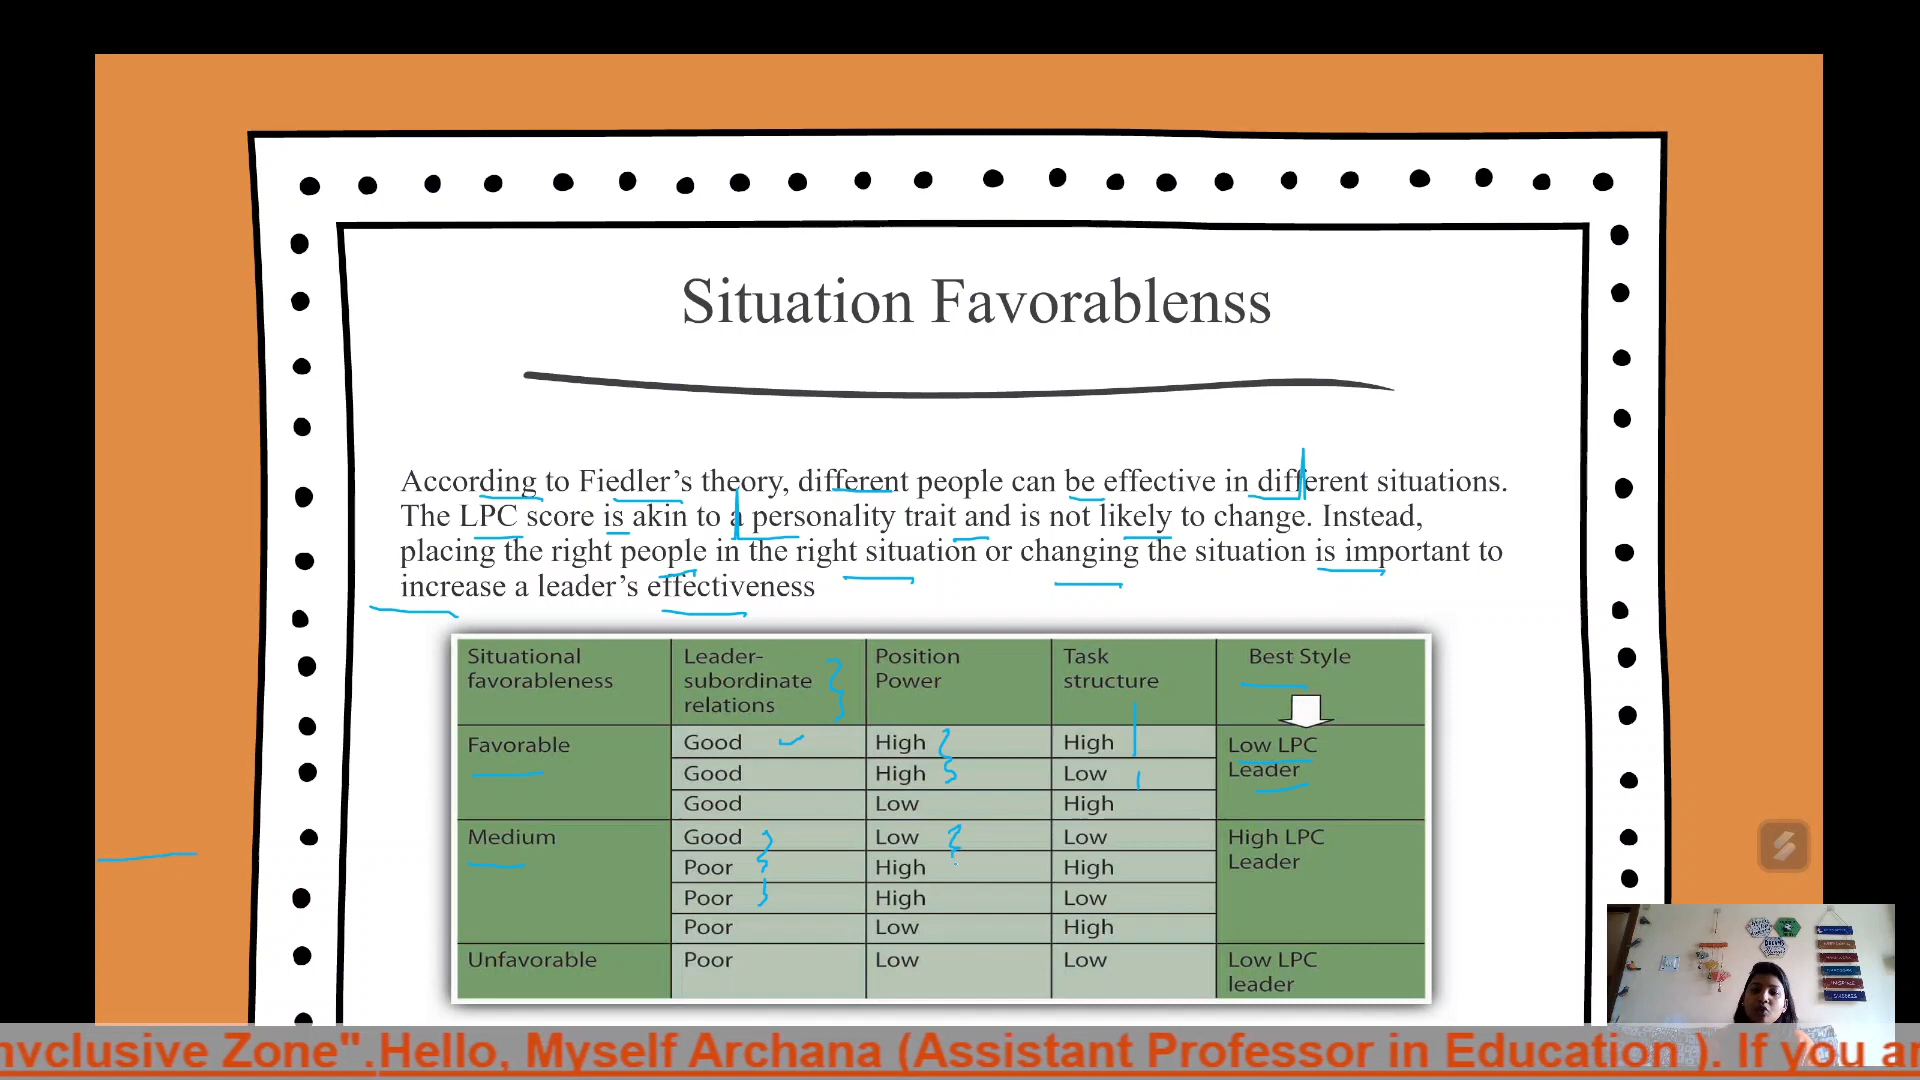 Situation Favorablenss
According to Fiedler's theory, different people can be effective in different situations.
The LPC score is akin to a personality trait and is not likely to change. Instead,
placing the right people in the right situation or changing the situation is important to
increase a leader's effectiveness
Situational favorableness | Leader-subordinate relations | Position Power | Task structure | Best Style
Favorable | Good | High | High | Low LPC Leader
Good | High | Low
Good | Low | High
Medium | Good | Low | Low | High LPC Leader
Poor | High | High
Poor | High | Low
Poor | Low | High
Unfavorable | Poor | Low | Low | Low LPC leader
nvclusive Zone".Hello, Myself Archana (Assistant Professor in Education ). If you ar